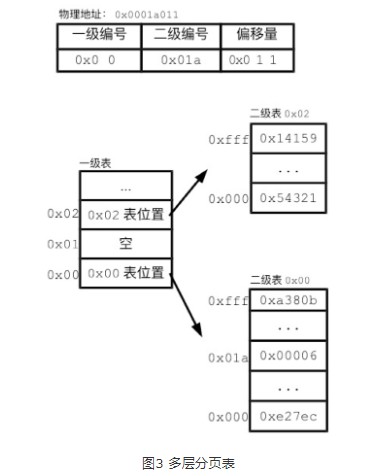 物理地址: 0x0001a011
一级编号 二级编号 偏移量
0x0 0 0x01a 0x0 1 1
二级表 0x02
0xfff 0x14159
...
0x000 0x54321
一级表
...
0x02 0x02 表位置
0x01 空
0x00 0x00 表位置
二级表 0x00
0xfff 0xa380b
...
0x01a 0x00006
...
0x000 0xe27ec
图3 多层分页表